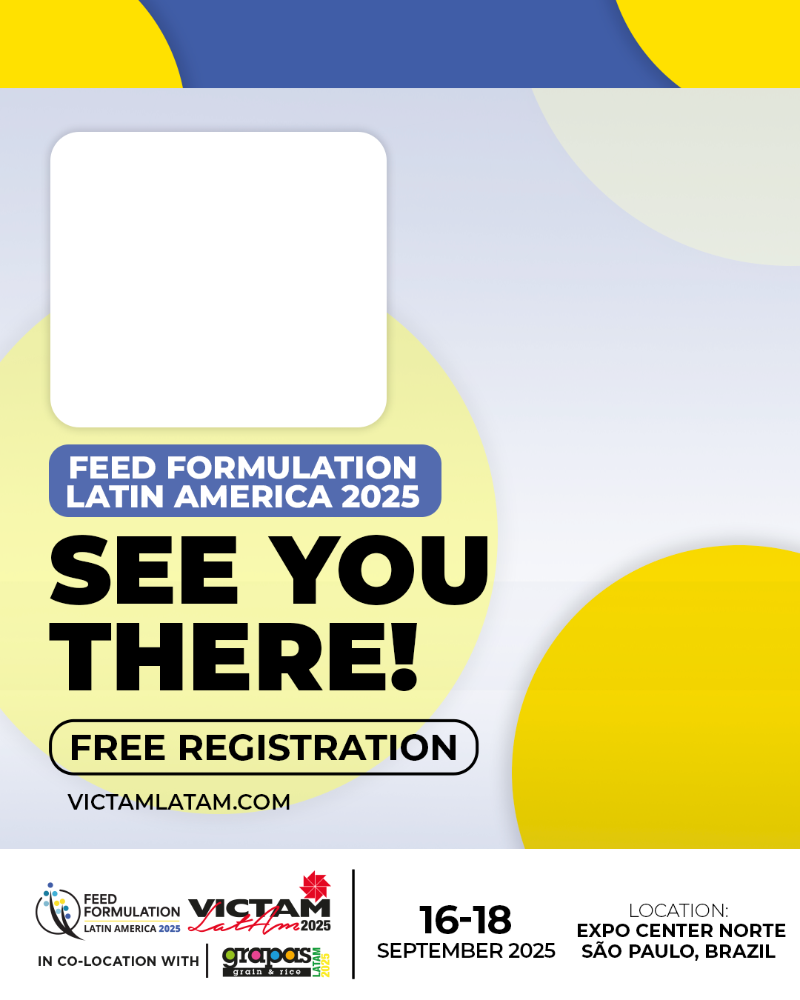 FEED FORMULATION
LATIN AMERICA 2025
SEE YOU
THERE!
FREE REGISTRATION
VICTAMLATAM.COM
FEED
FORMULATION
LATIN AMERICA 2025
VICTAM
LatAm 2025
IN CO-LOCATION WITH
grapas
grain & rice
LATAM
2025
16-18
SEPTEMBER 2025
LOCATION:
EXPO CENTER NORTE
SÃO PAULO, BRAZIL